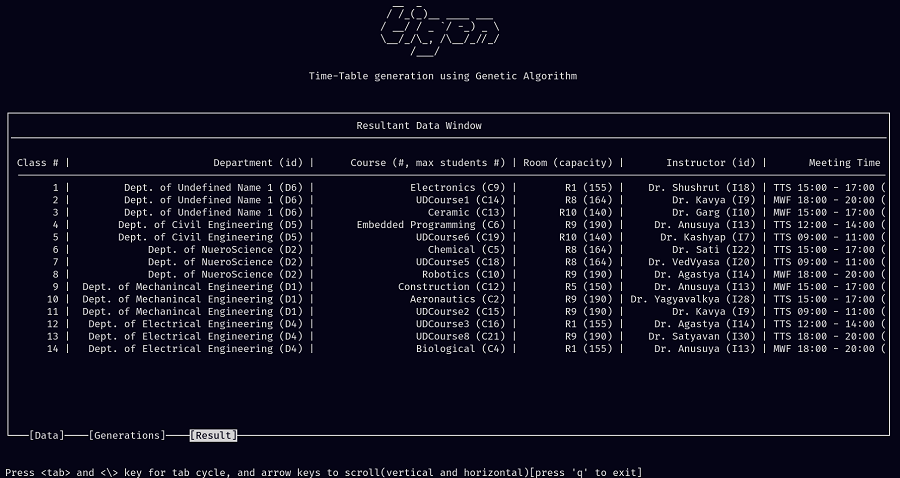 Tigen
Time-Table generation using Genetic Algorithm
Resultant Data Window
Class # | Department (id) | Course (#, max students #) | Room (capacity) | Instructor (id) | Meeting Time
1 | Dept. of Undefined Name 1 (D6) | Electronics (C9) | R1 (155) | Dr. Shushrut (I18) | TTS 15:00 - 17:00 (
2 | Dept. of Undefined Name 1 (D6) | UDCourse1 (C14) | R8 (164) | Dr. Kavya (I9) | MWF 18:00 - 20:00 (
3 | Dept. of Undefined Name 1 (D6) | Ceramic (C13) | R10 (140) | Dr. Garg (I10) | MWF 15:00 - 17:00 (
4 | Dept. of Civil Engineering (D5) | Embedded Programming (C6) | R9 (190) | Dr. Anusuya (I13) | TTS 12:00 - 14:00 (
5 | Dept. of Civil Engineering (D5) | UDCourse6 (C19) | R10 (140) | Dr. Kashyap (I7) | TTS 09:00 - 11:00 (
6 | Dept. of NueroScience (D2) | Chemical (C5) | R8 (164) | Dr. Sati (I22) | TTS 15:00 - 17:00 (
7 | Dept. of NueroScience (D2) | UDCourse5 (C18) | R8 (164) | Dr. VedVyasa (I20) | TTS 09:00 - 11:00 (
8 | Dept. of NueroScience (D2) | Robotics (C10) | R9 (190) | Dr. Agastya (I14) | MWF 18:00 - 20:00 (
9 | Dept. of Mechanincal Engineering (D1) | Construction (C12) | R5 (150) | Dr. Anusuya (I13) | MWF 15:00 - 17:00 (
10 | Dept. of Mechanincal Engineering (D1) | Aeronautics (C2) | R9 (190) | Dr. Yagyavalkya (I28) | TTS 15:00 - 17:00 (
11 | Dept. of Mechanincal Engineering (D1) | UDCourse2 (C15) | R9 (190) | Dr. Kavya (I9) | TTS 09:00 - 11:00 (
12 | Dept. of Electrical Engineering (D4) | UDCourse3 (C16) | R1 (155) | Dr. Agastya (I14) | TTS 12:00 - 14:00 (
13 | Dept. of Electrical Engineering (D4) | UDCourse8 (C21) | R9 (190) | Dr. Satyavan (I30) | TTS 18:00 - 20:00 (
14 | Dept. of Electrical Engineering (D4) | Biological (C4) | R1 (155) | Dr. Anusuya (I13) | MWF 18:00 - 20:00 (
[Data] [Generations] [Result]
Press <tab> and <\> key for tab cycle, and arrow keys to scroll(vertical and horizontal)[press 'q' to exit]